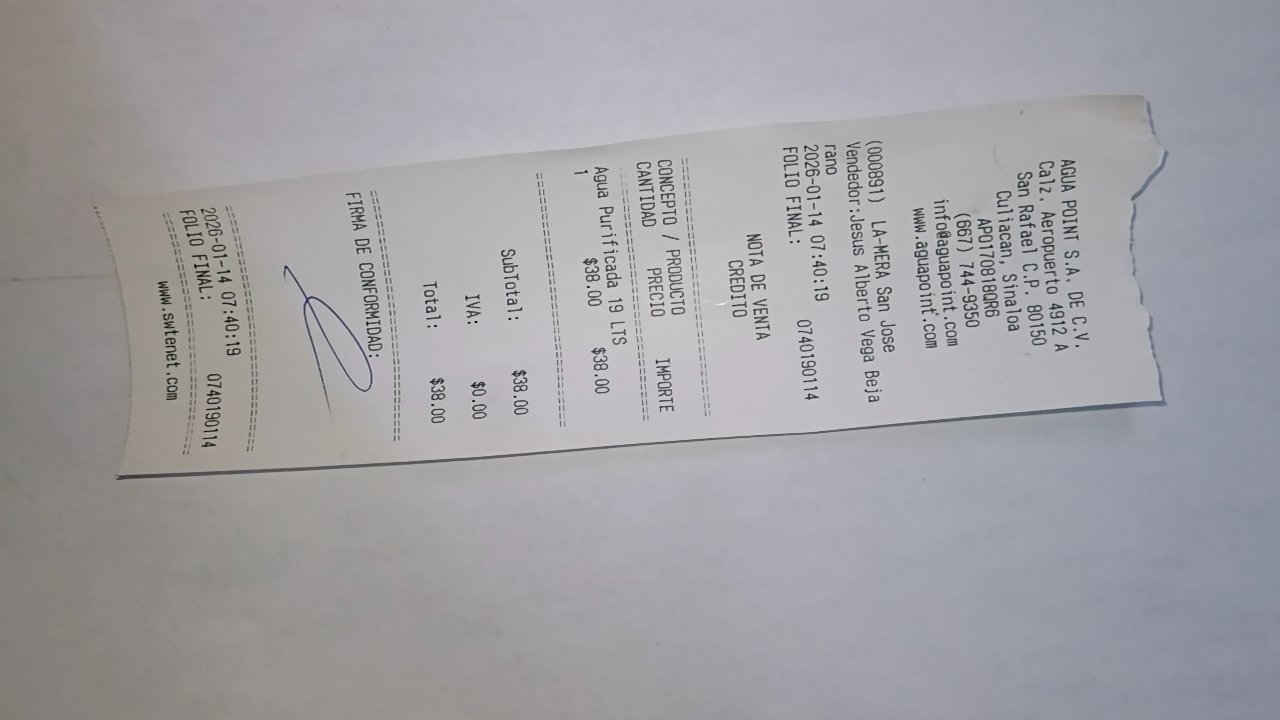 AGUA POINT S.A. DE C.V.
Calz. Aeropuerto 4912 A
San Rafael C.P. 80150
Culiacan, Sinaloa
APO170818QR6
(667) 744-9350
info@aguapoint.com
www.aguapoint.com
(000891) LA-MERA San Jose
Vendedor:Jesus Alberto Vega Beja
rano
2026-01-14 07:40:19
FOLIO FINAL: 0740190114
NOTA DE VENTA
CREDITO
================================
CONCEPTO / PRODUCTO
CANTIDAD PRECIO IMPORTE
================================
Agua Purificada 19 LTS
1 $38.00 $38.00
================================
SubTotal: $38.00
IVA: $0.00
Total: $38.00
================================
FIRMA DE CONFORMIDAD:
================================
2026-01-14 07:40:19
FOLIO FINAL: 0740190114
================================
www.swtenet.com